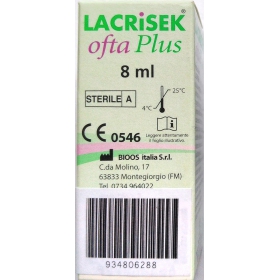 LACRiSEK®
ofta Plus
8 ml
STERILE A
25°C
4°C
Leggere attentamente
il foglio illustrativo.
CE 0546
BIOOS italia S.r.l.
C.da Molino, 17
63833 Montegiorgio (FM)
Tel. 0734 964022
934806288